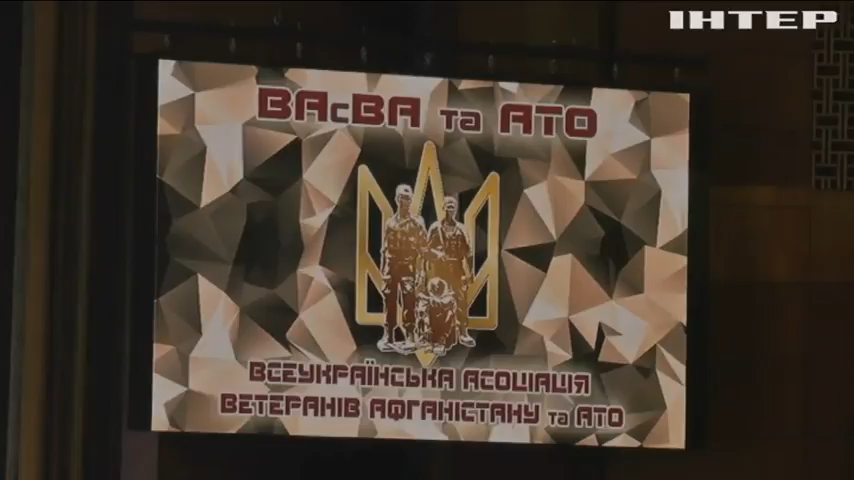 ІНТЕР
ВАсВА та АТО
ВСЕУКРАЇНСЬКА АСОЦІАЦІЯ
ВЕТЕРАНІВ АФГАНІСТАНУ та АТО